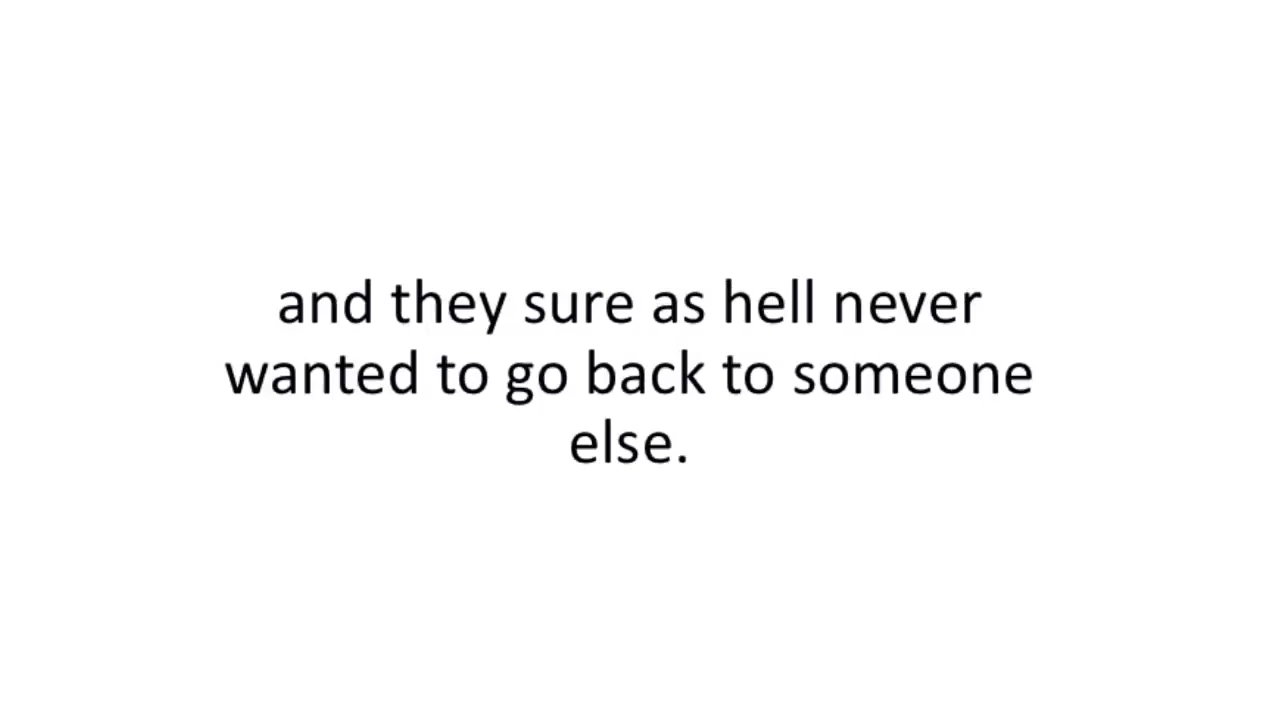 and they sure as hell never
wanted to go back to someone
else.